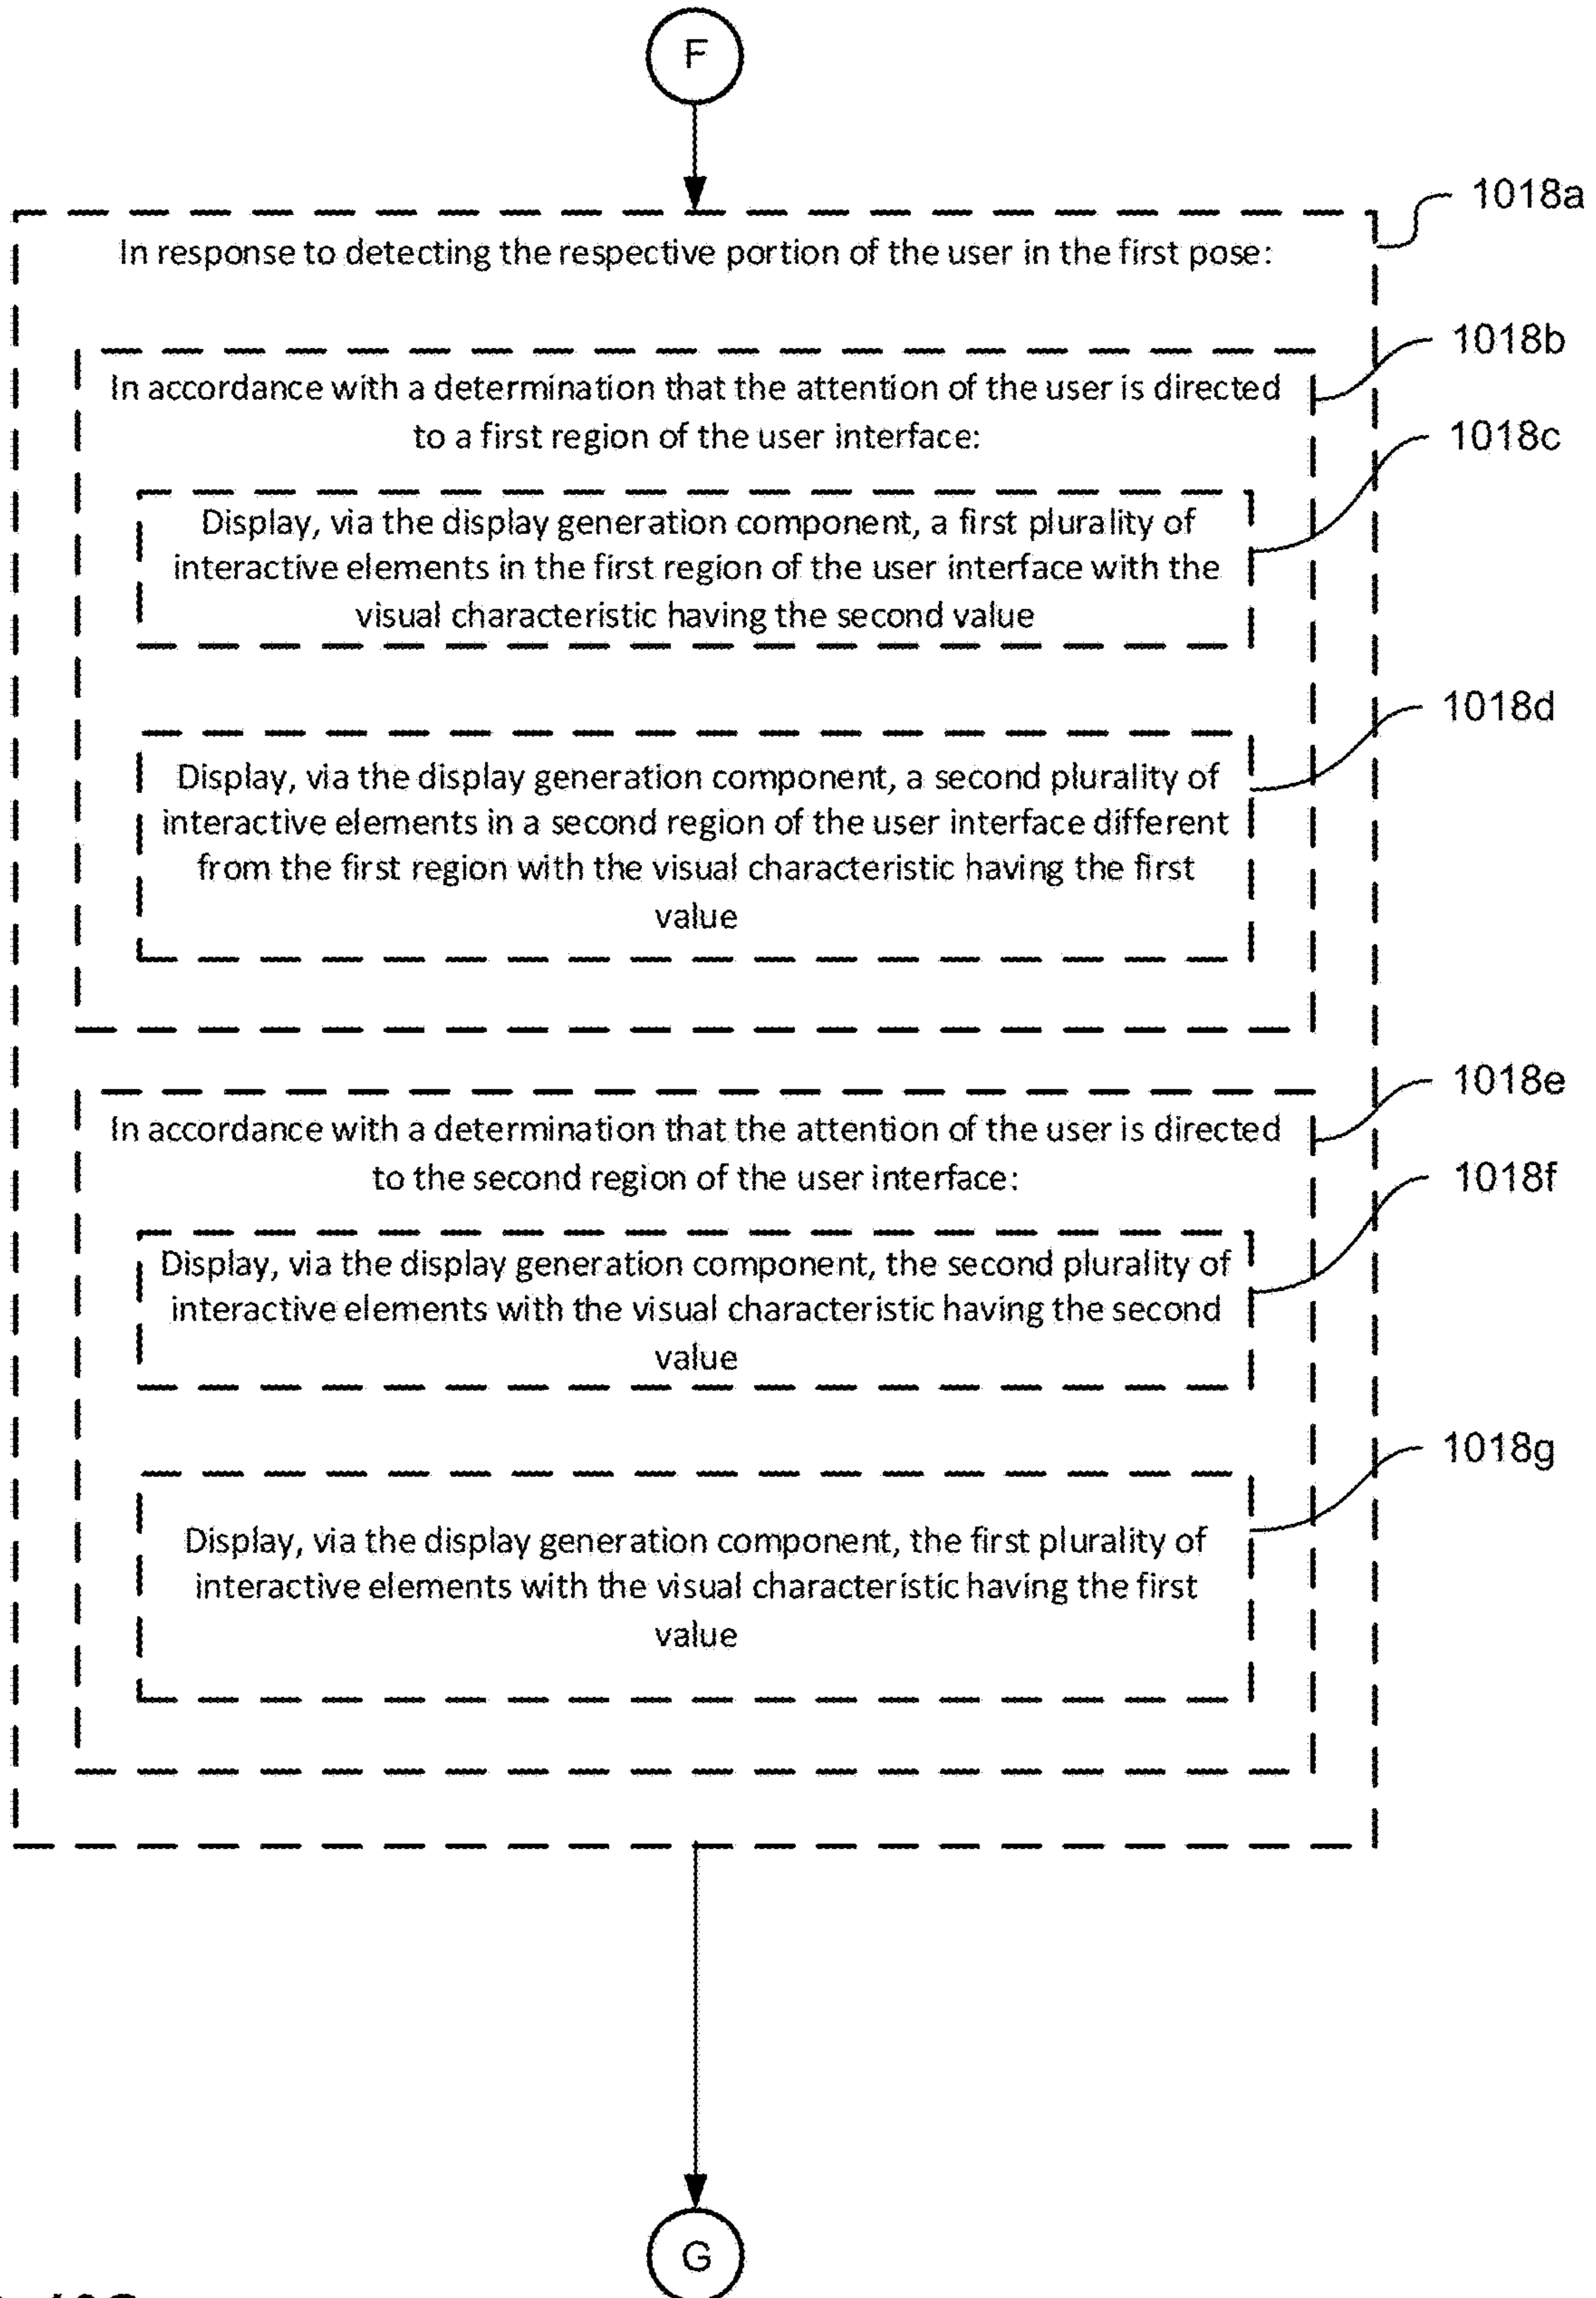 F
1018a
In response to detecting the respective portion of the user in the first pose:
1018b
In accordance with a determination that the attention of the user is directed
to a first region of the user interface:
1018c
Display, via the display generation component, a first plurality of
interactive elements in the first region of the user interface with the
visual characteristic having the second value
1018d
Display, via the display generation component, a second plurality of
interactive elements in a second region of the user interface different
from the first region with the visual characteristic having the first
value
1018e
In accordance with a determination that the attention of the user is directed
to the second region of the user interface:
1018f
Display, via the display generation component, the second plurality of
interactive elements with the visual characteristic having the second
value
1018g
Display, via the display generation component, the first plurality of
interactive elements with the visual characteristic having the first
value
G